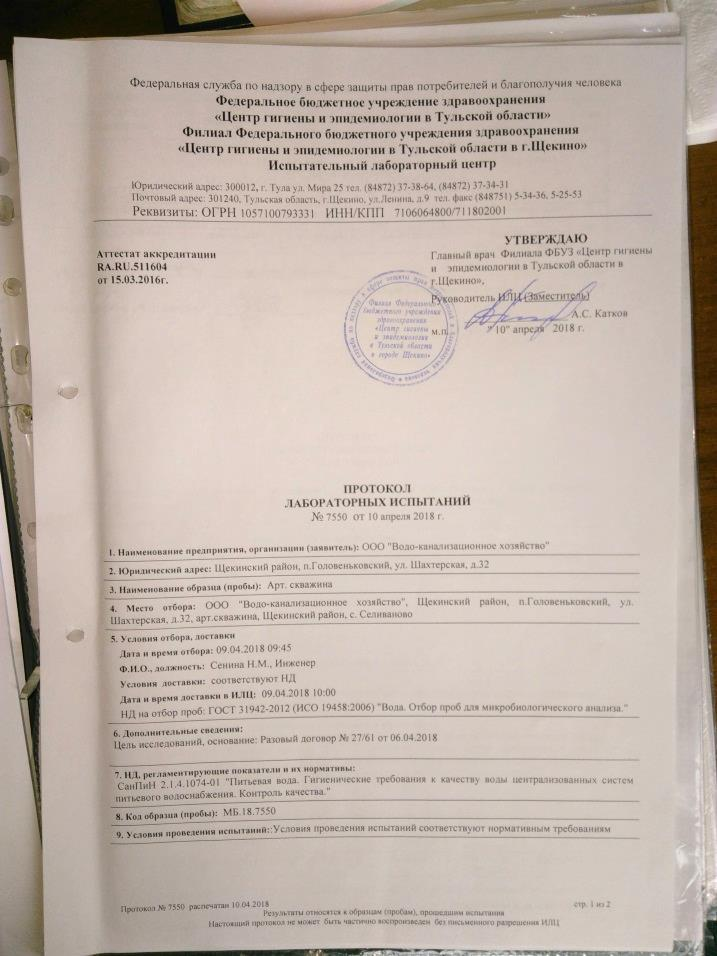 Федеральная служба по надзору в сфере защиты прав потребителей и благополучия человека
Федеральное бюджетное учреждение здравоохранения
«Центр гигиены и эпидемиологии в Тульской области»
Филиал Федерального бюджетного учреждения здравоохранения
«Центр гигиены и эпидемиологии в Тульской области в г.Щекино»
Испытательный лабораторный центр
Юридический адрес: 300012, г. Тула ул. Мира 25 тел. (84872) 37-38-64, (84872) 37-34-31
Почтовый адрес: 301240, Тульская область, г.Щекино, ул.Ленина, д.9 тел. факс (848751) 5-34-36, 5-25-53
Реквизиты: ОГРН 1057100793331 ИНН/КПП 7106064800/711802001
Аттестат аккредитации
RA.RU.511604
от 15.03.2016г.
УТВЕРЖДАЮ
Главный врач Филиала ФБУЗ «Центр гигиены
и эпидемиологии в Тульской области в
г.Щекино»,
Руководитель ИЛЦ (Заместитель)
А.С. Катков
м.п. "10" апреля 2018 г.
Филиал Федерального
бюджетного учреждения
здравоохранения
«Центр гигиены
и эпидемиологии
в Тульской области
в городе Щекино»
ПРОТОКОЛ
ЛАБОРАТОРНЫХ ИСПЫТАНИЙ
№ 7550 от 10 апреля 2018 г.
1. Наименование предприятия, организации (заявитель): ООО "Водо-канализационное хозяйство"
2. Юридический адрес: Щекинский район, п.Головеньковский, ул. Шахтерская, д.32
3. Наименование образца (пробы): Арт. скважина
4. Место отбора: ООО "Водо-канализационное хозяйство", Щекинский район, п.Головеньковский, ул.
Шахтерская, д.32, арт.скважина, Щекинский район, с. Селиваново
5. Условия отбора, доставки
Дата и время отбора: 09.04.2018 09:45
Ф.И.О., должность: Сенина Н.М., Инженер
Условия доставки: соответствуют НД
Дата и время доставки в ИЛЦ: 09.04.2018 10:00
НД на отбор проб: ГОСТ 31942-2012 (ИСО 19458:2006) "Вода. Отбор проб для микробиологического анализа."
6. Дополнительные сведения:
Цель исследований, основание: Разовый договор № 27/61 от 06.04.2018
7. НД, регламентирующие показатели и их нормативы:
СанПиН 2.1.4.1074-01 "Питьевая вода. Гигиенические требования к качеству воды централизованных систем
питьевого водоснабжения. Контроль качества."
8. Код образца (пробы): МБ.18.7550
9. Условия проведения испытаний::Условия проведения испытаний соответствуют нормативным требованиям
Протокол № 7550 распечатан 10.04.2018 стр. 1 из 2
Результаты относятся к образцам (пробам), прошедшим испытания
Настоящий протокол не может быть частично воспроизведен без письменного разрешения ИЛЦ